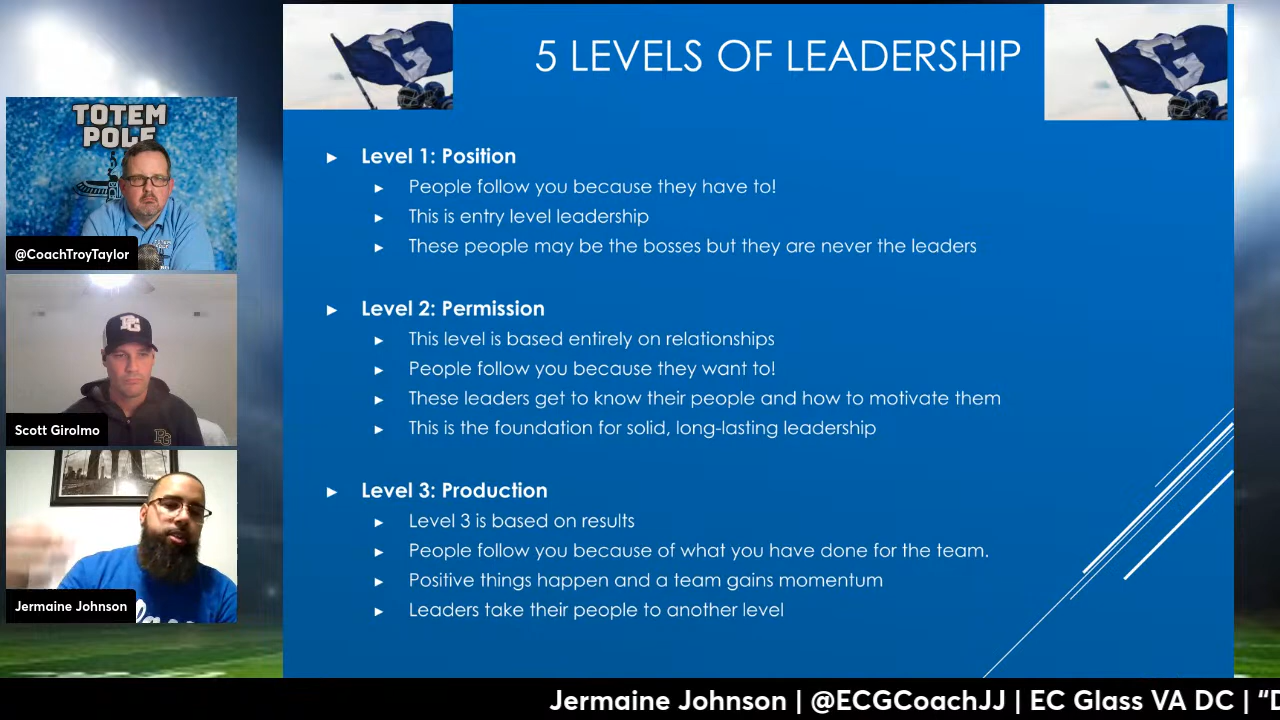 5 LEVELS OF LEADERSHIP
G
G
► Level 1: Position
► People follow you because they have to!
► This is entry level leadership
► These people may be the bosses but they are never the leaders
► Level 2: Permission
► This level is based entirely on relationships
► People follow you because they want to!
► These leaders get to know their people and how to motivate them
► This is the foundation for solid, long-lasting leadership
► Level 3: Production
► Level 3 is based on results
► People follow you because of what you have done for the team.
► Positive things happen and a team gains momentum
► Leaders take their people to another level
TOTEM
POLE
@CoachTroyTaylor
PG
PG
Scott Girolmo
Jermaine Johnson
Jermaine Johnson | @ECGCoachJJ | EC Glass VA DC | “D